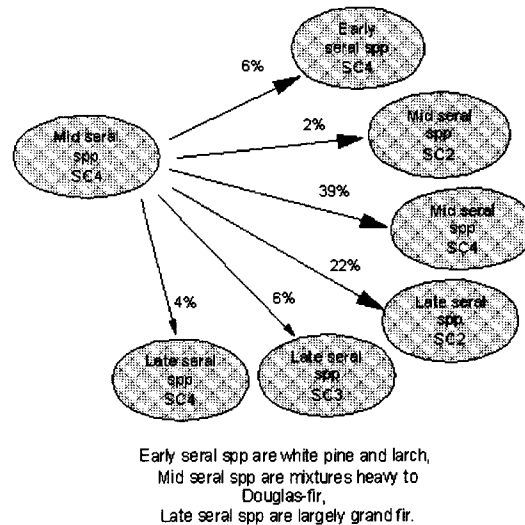 Early
seral spp
SC4
6%
Mid seral
spp
SC2
2%
Mid seral
spp
SC4
39%
Mid seral
spp
SC4
22%
Late seral
spp
SC2
4%
6%
Late seral
spp
SC4
Late seral
spp
SC3
Early seral spp are white pine and larch,
Mid seral spp are mixtures heavy to
Douglas-fir,
Late seral spp are largely grand fir.